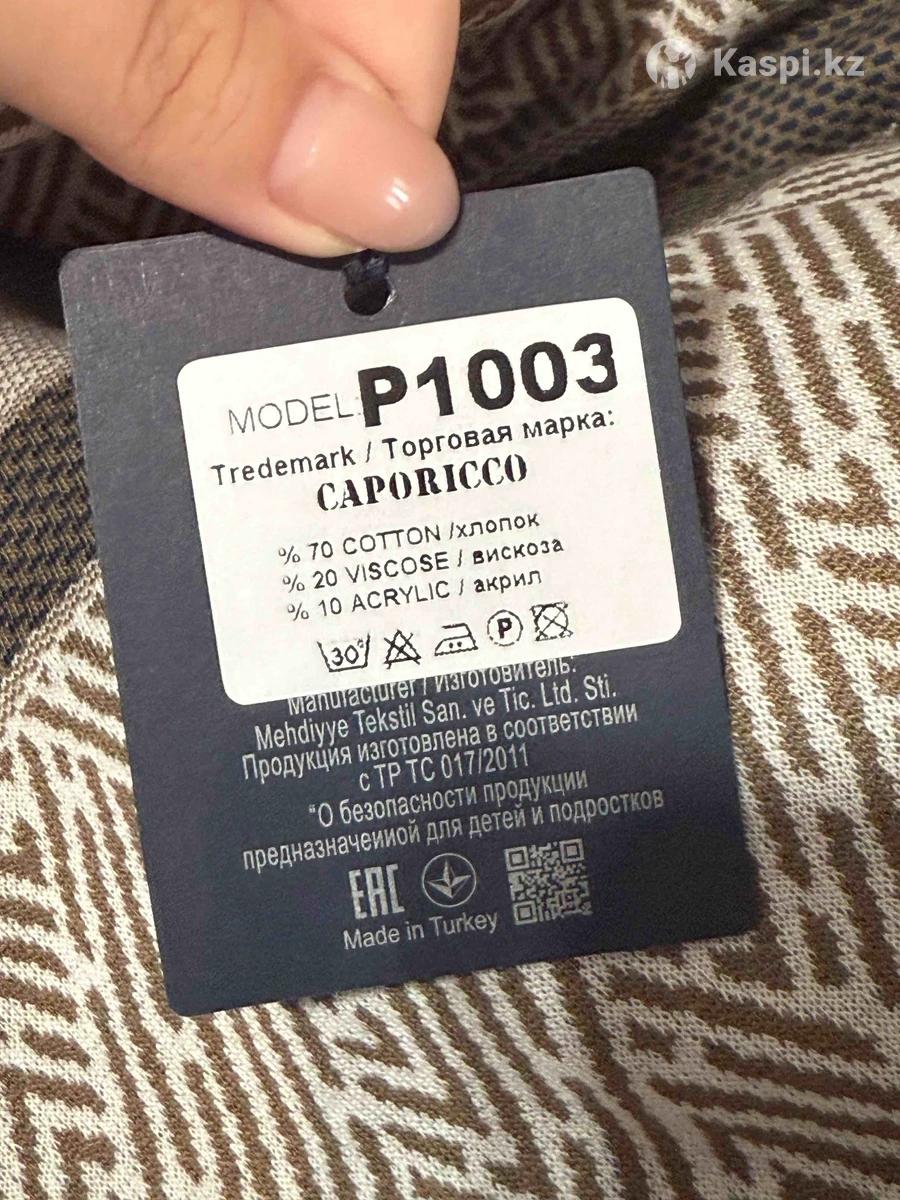 Kaspi.kz
MODEL: P1003
Tredemark / Торговая марка:
CAPORICCO
% 70 COTTON /хлопок
% 20 VISCOSE / вискоза
% 10 ACRYLIC / акрил
30° P
Manufacturer / Изготовитель:
Mehdiyye Tekstil San. ve Tic. Ltd. Sti.
Продукция изготовлена в соответствии
с ТР ТС 017/2011
"О безопасности продукции
предназначеиной для детей и подростков
EAC
Made in Turkey